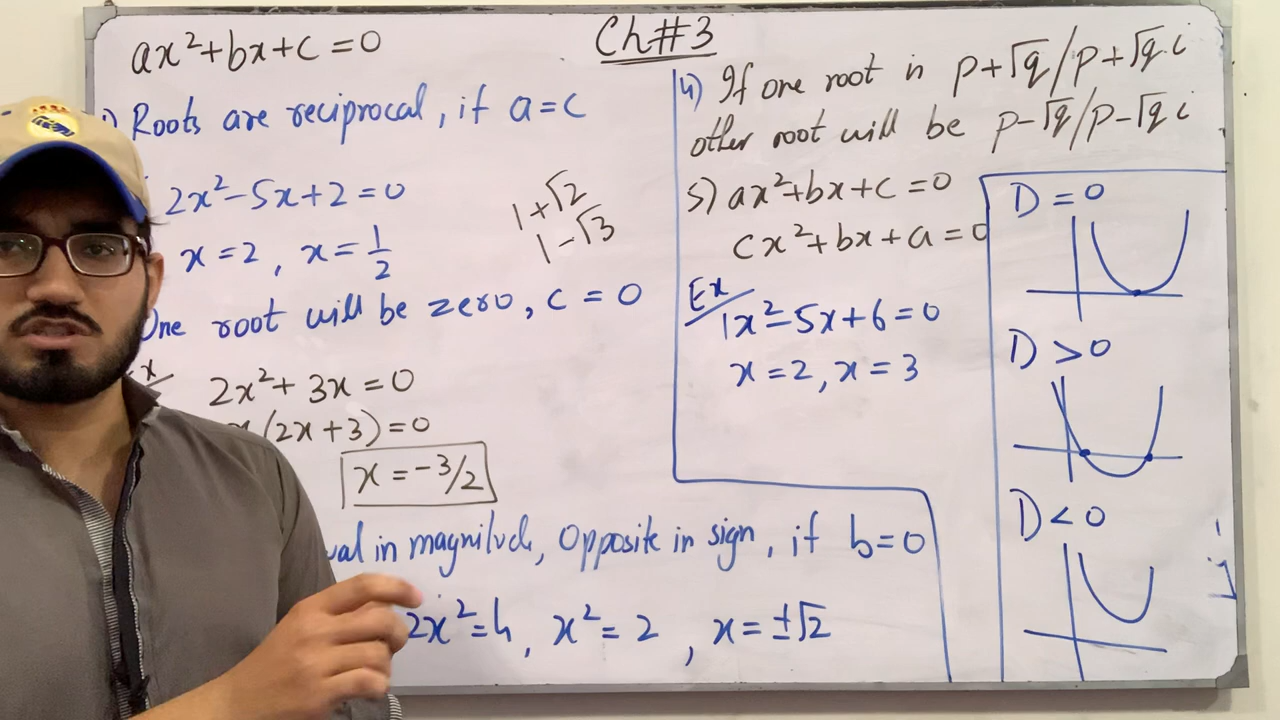 Ch#3
ax²+bx+c=0
) Roots are reciprocal, if a=c
2x²-5x+2=0
x=2, x=1/2
1+√2
1-√3
One root will be zero, c=0
2x²+3x=0
(2x+3)=0
x=-3/2
in magnitude, Opposite in sign, if b=0
2x²=4, x²=2, x=±√2
4) If one root is p+√q/p+√q i
other root will be p-√q/p-√q i
5) ax²+bx+c=0
cx²+bx+a=0
Ex
1x²-5x+6=0
x=2, x=3
D=0
D>0
D<0